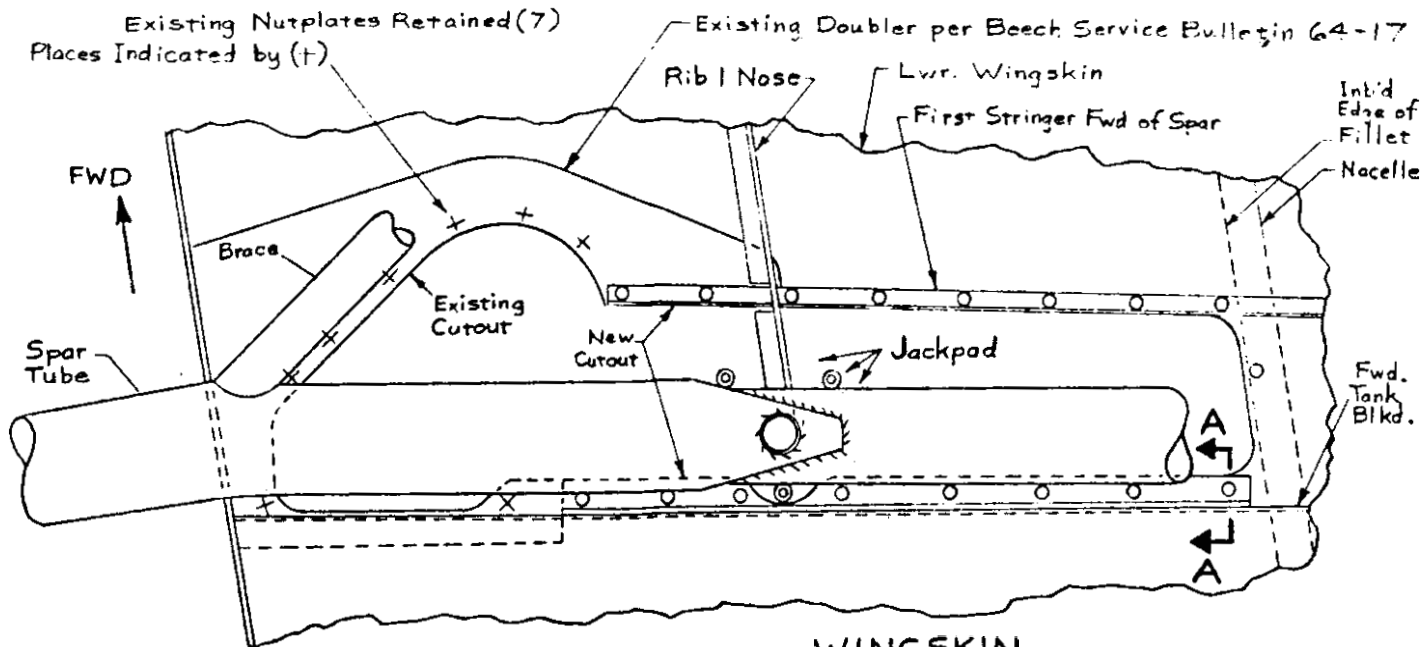 Existing Nutplates Retained (7)
Places Indicated by (+)
Existing Doubler per Beech Service Bulletin 64-17
Rib 1 Nose
Lwr. Wingskin
First Stringer Fwd of Spar
Inb'd
Edge of
Fillet
Nacelle
FWD
Brace
Existing
Cutout
New
Cutout
Jackpad
Spar
Tube
Fwd.
Tank
Blkd.
A
A
WINGSKIN